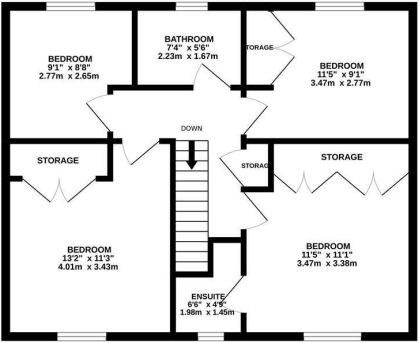 BEDROOM
9'1" x 8'8"
2.77m x 2.65m
BATHROOM
7'4" x 5'6"
2.23m x 1.67m
STORAGE
BEDROOM
11'5" x 9'1"
3.47m x 2.77m
DOWN
STORAGE
STORAGE
STORAGE
BEDROOM
13'2" x 11'3"
4.01m x 3.43m
BEDROOM
11'5" x 11'1"
3.47m x 3.38m
ENSUITE
6'6" x 4'9"
1.98m x 1.45m